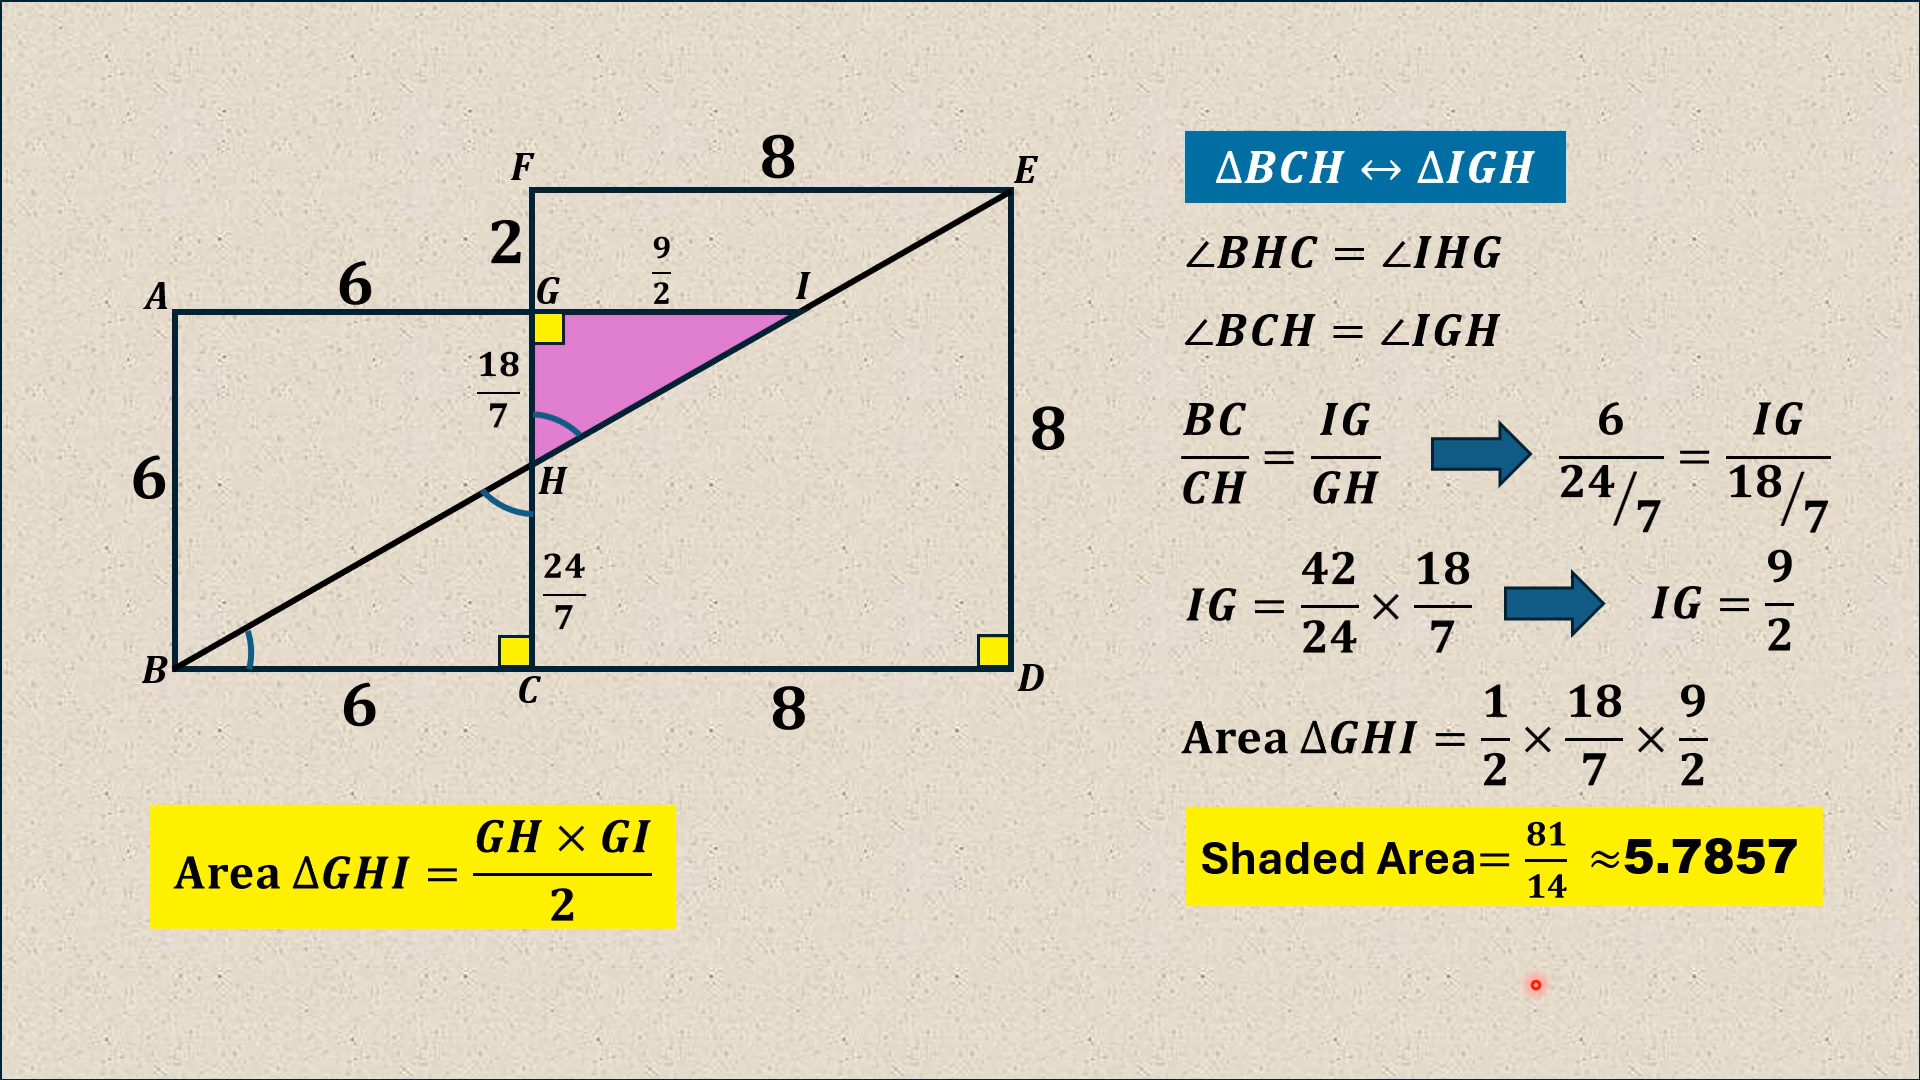 F
8
E
2
9/2
A
6
G
I
18/7
6
H
8
24/7
B
C
D
6
8
Area ΔGHI = GH × GI / 2
ΔBCH ↔ ΔIGH
∠BHC = ∠IHG
∠BCH = ∠IGH
BC/CH = IG/GH 6/(24/7) = IG/(18/7)
IG = 42/24 × 18/7 IG = 9/2
Area ΔGHI = 1/2 × 18/7 × 9/2
Shaded Area= 81/14 ≈5.7857